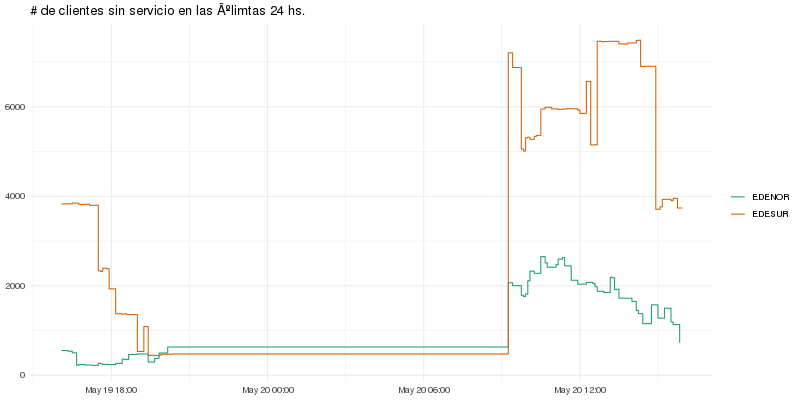 # de clientes sin servicio en las Ãºlimtas 24 hs.
6000
4000
2000
0
May 19 18:00
May 20 00:00
May 20 06:00
May 20 12:00
EDENOR
EDESUR